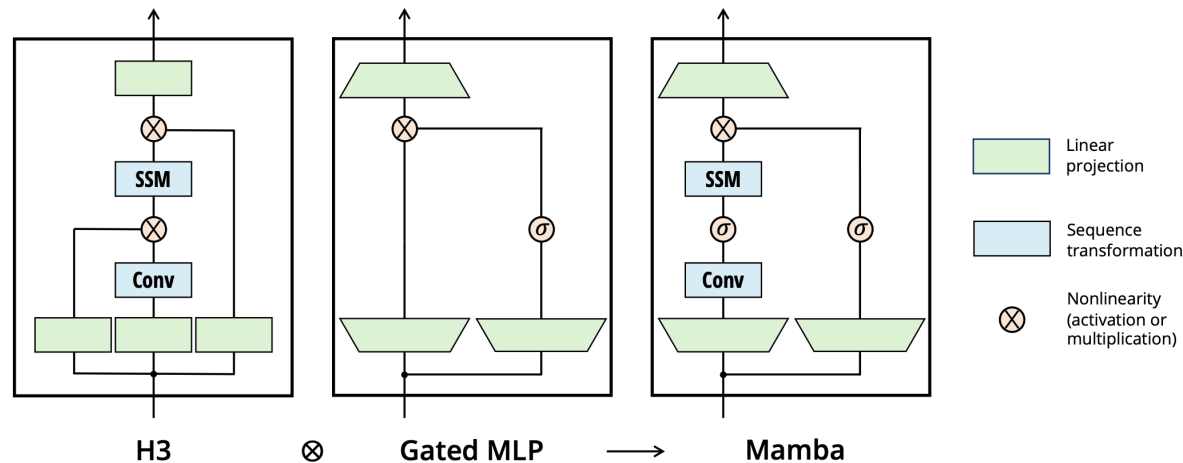 SSM
Conv
H3
⊗
σ
Gated MLP
→
SSM
σ
σ
Conv
Mamba
Linear
projection
Sequence
transformation
Nonlinearity
(activation or
multiplication)